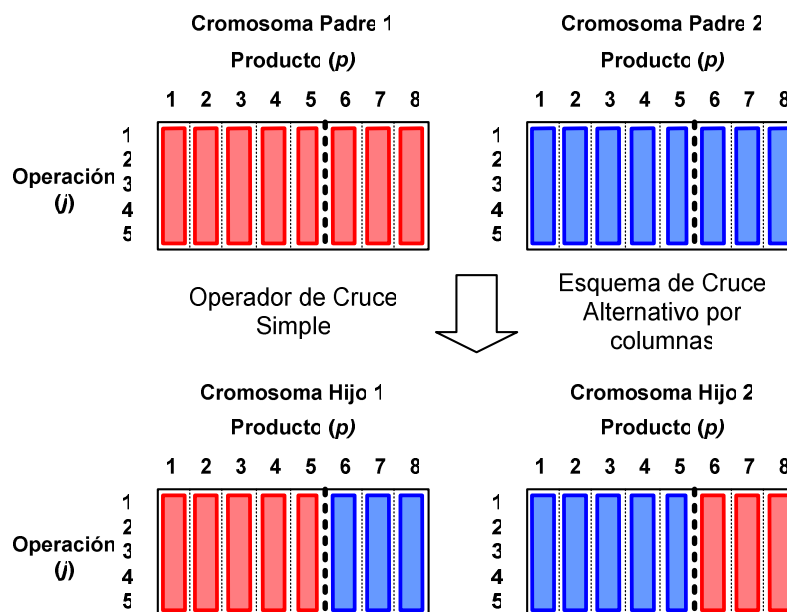 Cromosoma Padre 1
Producto (p)
1 2 3 4 5 6 7 8
Operación
(j)
1
2
3
4
5
Cromosoma Padre 2
Producto (p)
1 2 3 4 5 6 7 8
1
2
3
4
5
Operador de Cruce
Simple
Esquema de Cruce
Alternativo por
columnas
Cromosoma Hijo 1
Producto (p)
1 2 3 4 5 6 7 8
Operación
(j)
1
2
3
4
5
Cromosoma Hijo 2
Producto (p)
1 2 3 4 5 6 7 8
1
2
3
4
5